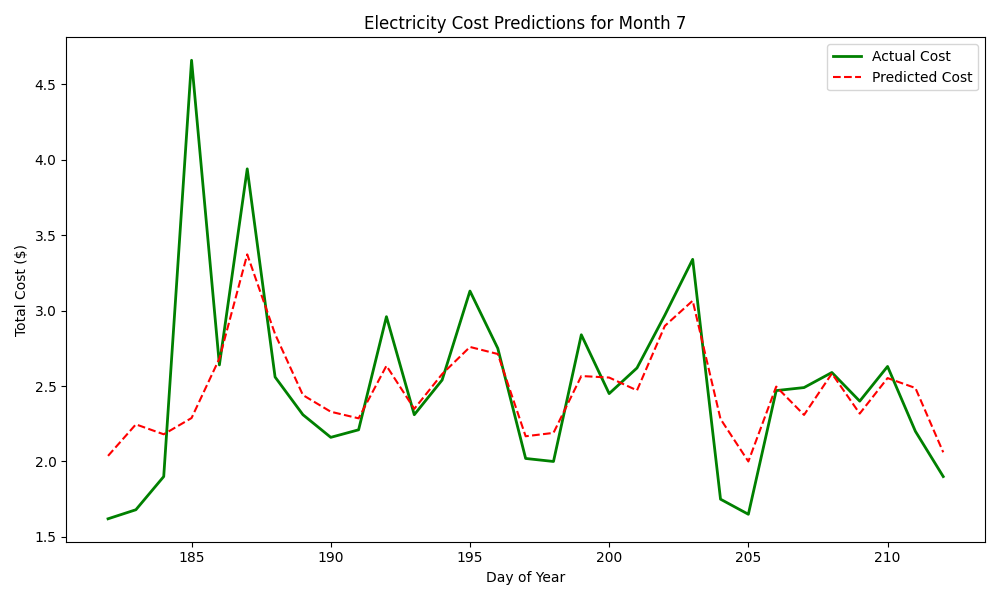 Electricity Cost Predictions for Month 7
Actual Cost
Predicted Cost
Total Cost ($)
4.5
4.0
3.5
3.0
2.5
2.0
1.5
185 190 195 200 205 210
Day of Year